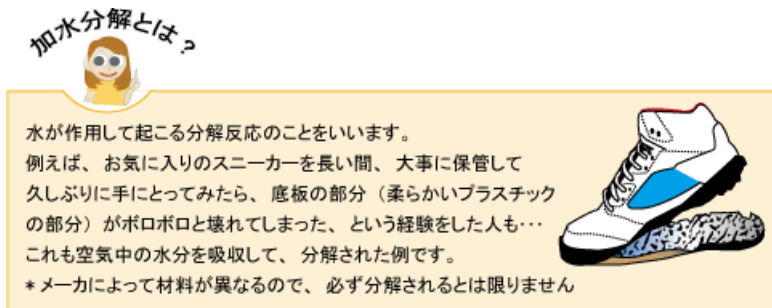 加水分解とは？
水が作用して起こる分解反応のことをいいます。
例えば、お気に入りのスニーカーを長い間、大事に保管して
久しぶりに手にとってみたら、底板の部分（柔らかいプラスチック
の部分）がボロボロと壊れてしまった、という経験をした人も･･･
これも空気中の水分を吸収して、分解された例です。
＊メーカによって材料が異なるので、必ず分解されるとは限りません